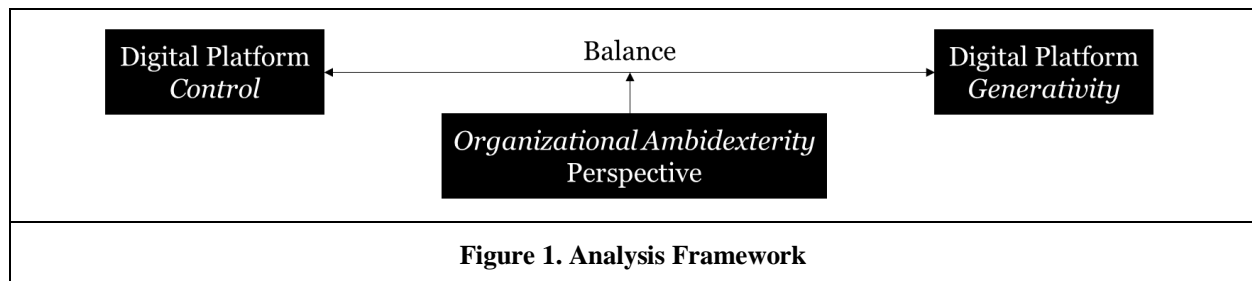 Digital Platform
Control
Balance
Digital Platform
Generativity
Organizational Ambidexterity
Perspective
Figure 1. Analysis Framework